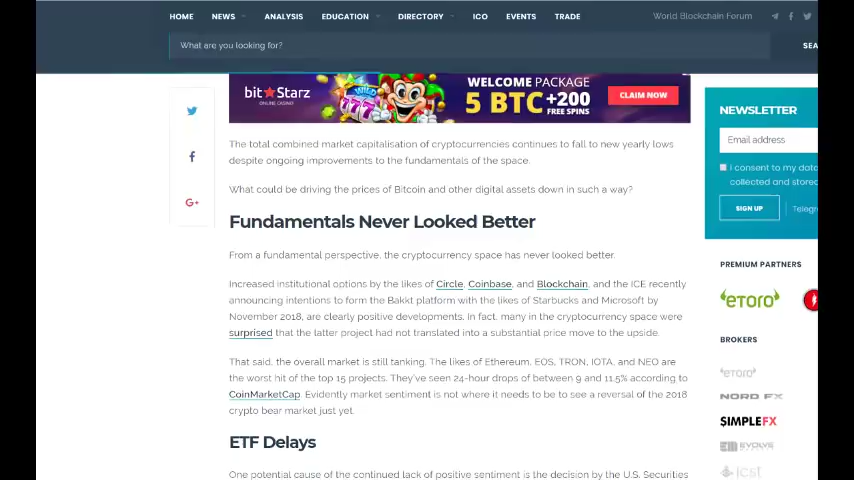 HOME NEWS ANALYSIS EDUCATION DIRECTORY ICO EVENTS TRADE World Blockchain Forum
What are you looking for? SEA
bitStarz
ONLINE CASINO
WILD
777
WELCOME PACKAGE
5 BTC+200
FREE SPINS
CLAIM NOW
The total combined market capitalisation of cryptocurrencies continues to fall to new yearly lows
despite ongoing improvements to the fundamentals of the space.
What could be driving the prices of Bitcoin and other digital assets down in such a way?
Fundamentals Never Looked Better
From a fundamental perspective, the cryptocurrency space has never looked better.
Increased institutional options by the likes of Circle, Coinbase, and Blockchain, and the ICE recently
announcing intentions to form the Bakkt platform with the likes of Starbucks and Microsoft by
November 2018, are clearly positive developments. In fact, many in the cryptocurrency space were
surprised that the latter project had not translated into a substantial price move to the upside.
That said, the overall market is still tanking. The likes of Ethereum, EOS, TRON, IOTA, and NEO are
the worst hit of the top 15 projects. They've seen 24-hour drops of between 9 and 11.5% according to
CoinMarketCap. Evidently market sentiment is not where it needs to be to see a reversal of the 2018
crypto bear market just yet.
ETF Delays
One potential cause of the continued lack of positive sentiment is the decision by the U.S. Securities
NEWSLETTER
Email address
I consent to my data
collected and stored
SIGN UP Telegr
PREMIUM PARTNERS
eToro
BROKERS
eToro
NORD FX
SIMPLEFX
EVOLVE
icst